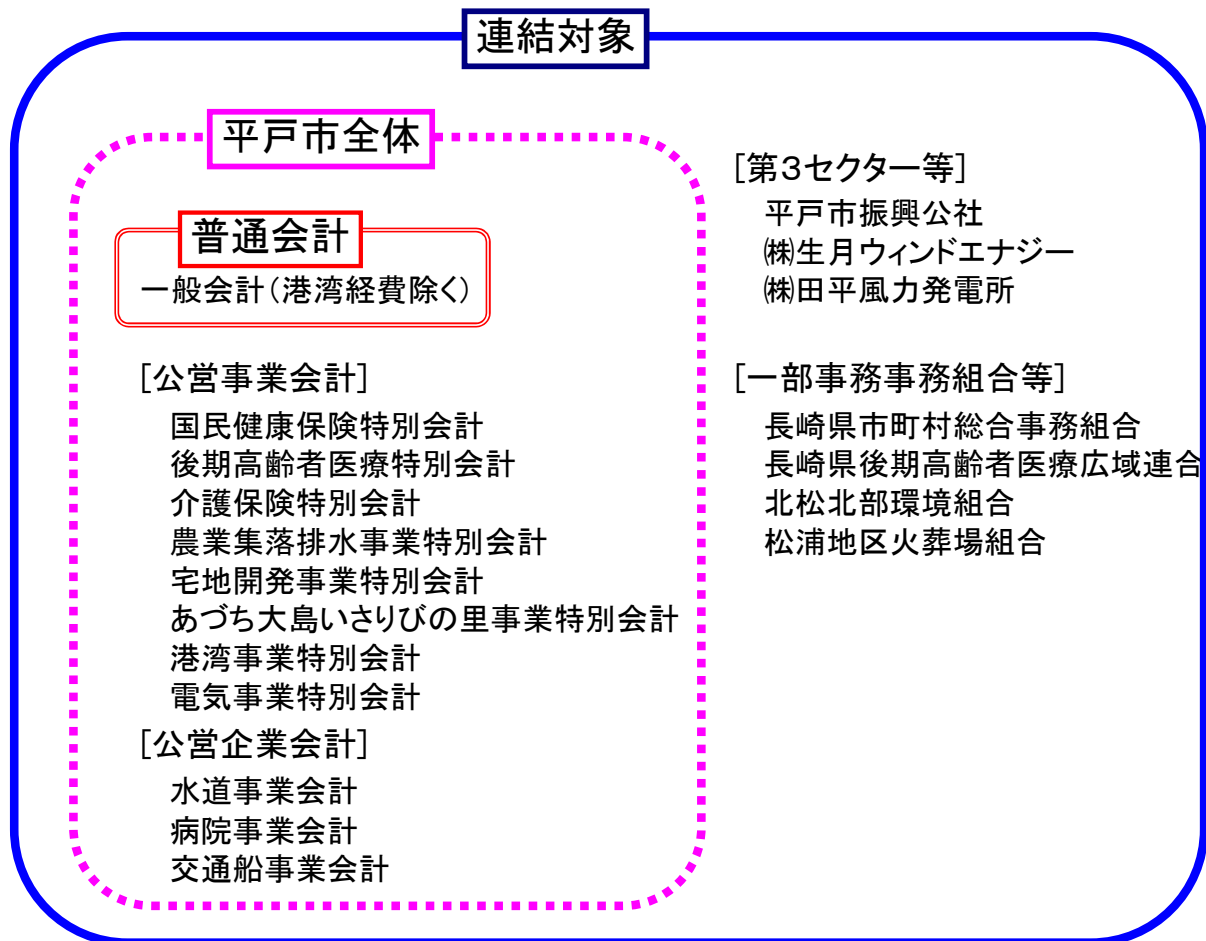 連結対象
平戸市全体
普通会計
一般会計(港湾経費除く)
[公営事業会計]
国民健康保険特別会計
後期高齢者医療特別会計
介護保険特別会計
農業集落排水事業特別会計
宅地開発事業特別会計
あづち大島いさりびの里事業特別会計
港湾事業特別会計
電気事業特別会計
[公営企業会計]
水道事業会計
病院事業会計
交通船事業会計
[第3セクター等]
平戸市振興公社
㈱生月ウィンドエナジー
㈱田平風力発電所
[一部事務事務組合等]
長崎県市町村総合事務組合
長崎県後期高齢者医療広域連合
北松北部環境組合
松浦地区火葬場組合